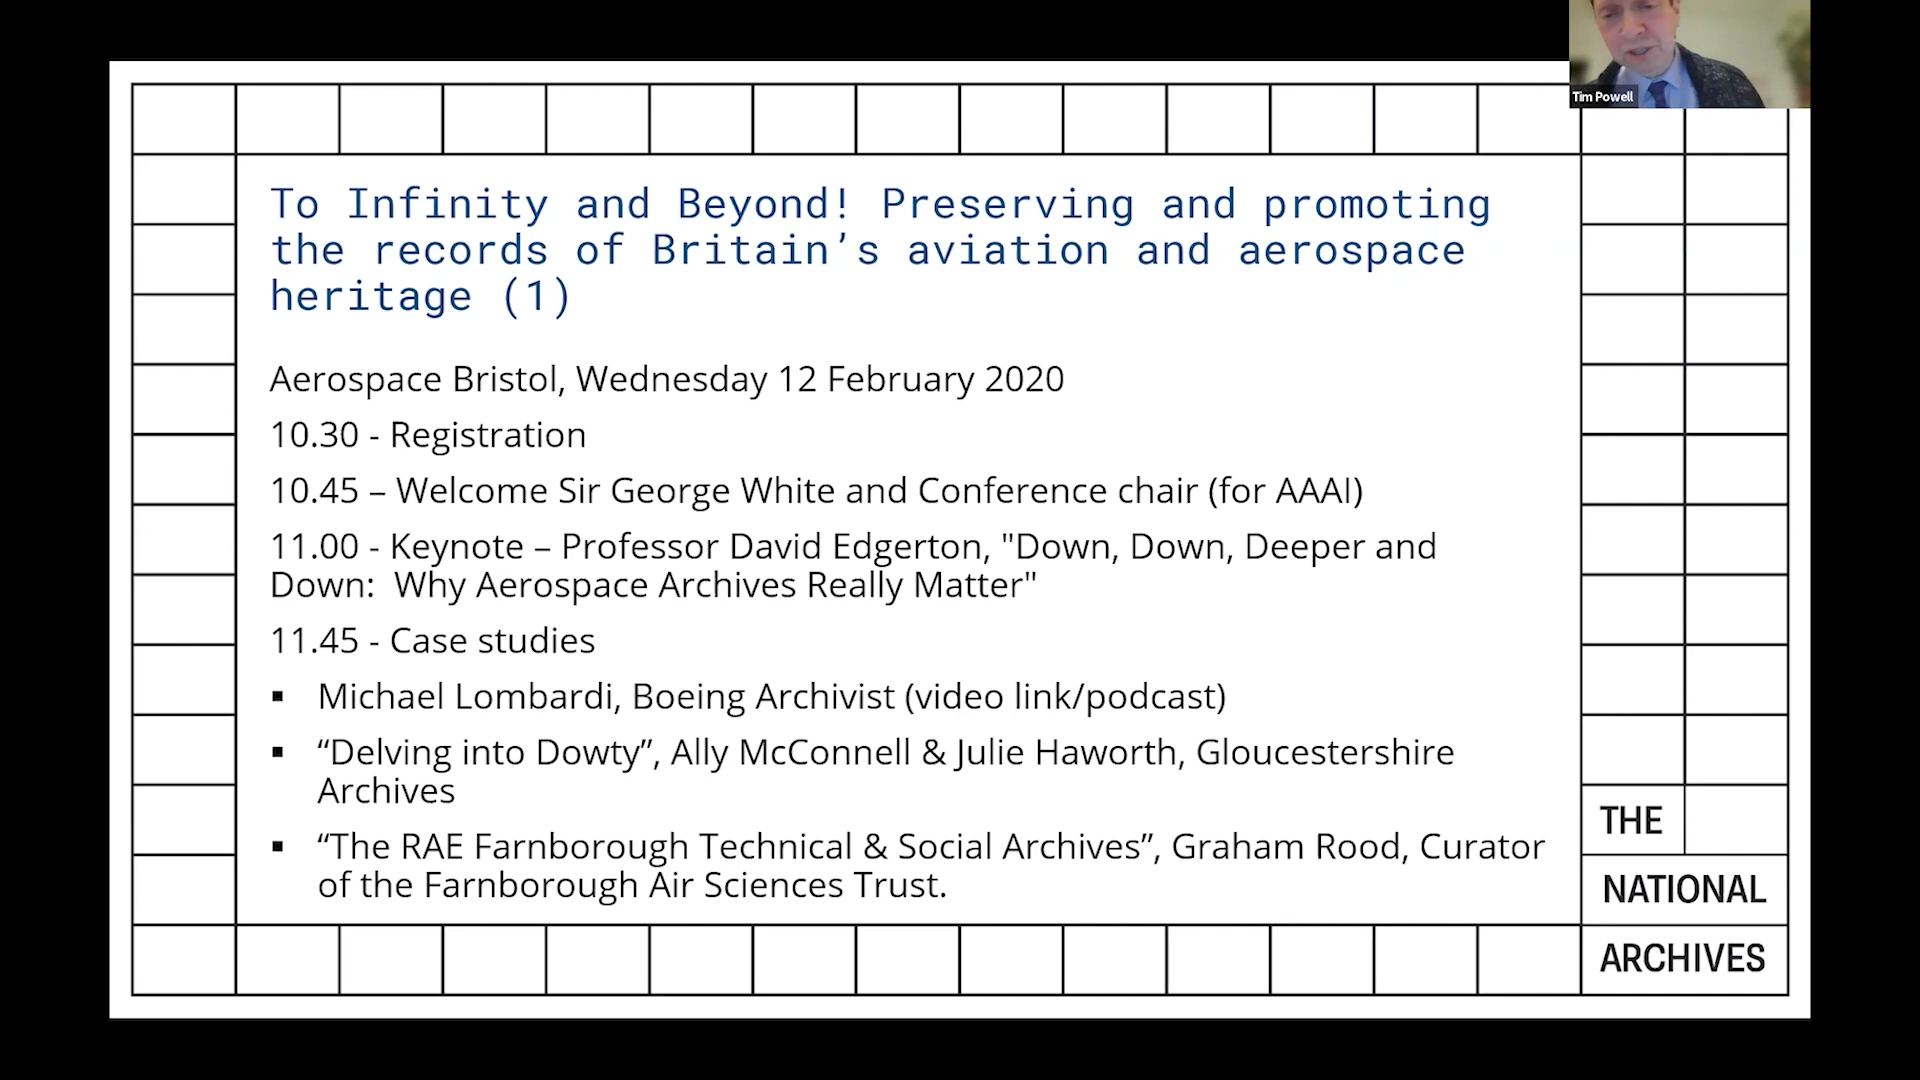 Tim Powell
To Infinity and Beyond! Preserving and promoting
the records of Britain’s aviation and aerospace
heritage (1)
Aerospace Bristol, Wednesday 12 February 2020
10.30 - Registration
10.45 – Welcome Sir George White and Conference chair (for AAAI)
11.00 - Keynote – Professor David Edgerton, "Down, Down, Deeper and
Down:  Why Aerospace Archives Really Matter"
11.45 - Case studies
▪ Michael Lombardi, Boeing Archivist (video link/podcast)
▪ “Delving into Dowty”, Ally McConnell & Julie Haworth, Gloucestershire
Archives
▪ “The RAE Farnborough Technical & Social Archives”, Graham Rood, Curator
of the Farnborough Air Sciences Trust.
THE
NATIONAL
ARCHIVES